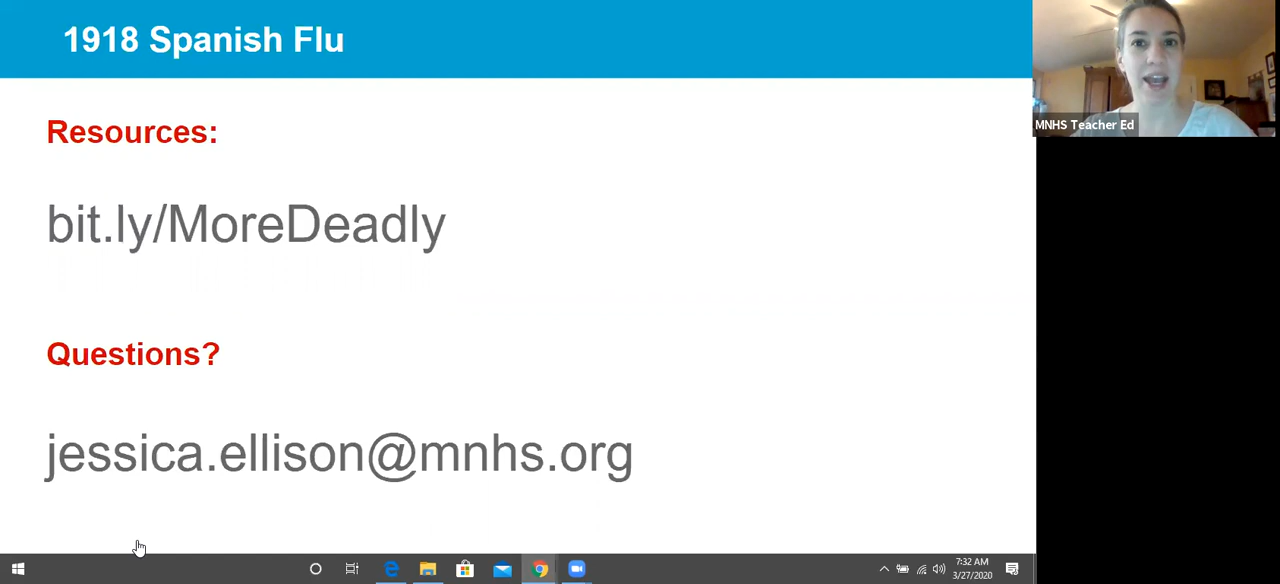 1918 Spanish Flu
MNHS Teacher Ed
Resources:
bit.ly/MoreDeadly
Questions?
jessica.ellison@mnhs.org
7:32 AM
3/27/2020